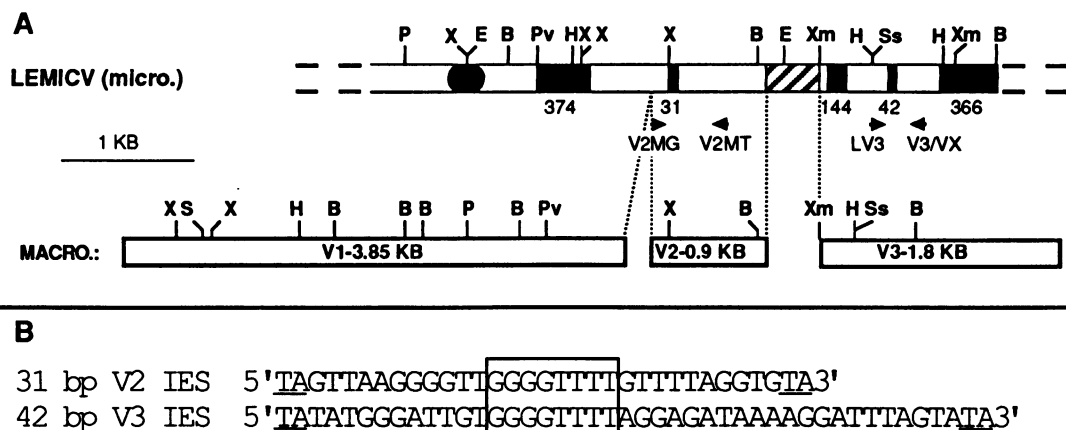 A
P X E B Pv H X X X B E Xm H Ss H Xm B
LEMICV (micro.)
374 31 144 42 366
V2MG V2MT LV3 V3/VX
1 KB
X S X H B B B P B Pv X B Xm H Ss B
MACRO.: V1-3.85 KB V2-0.9 KB V3-1.8 KB
B
31 bp V2 IES 5'TAGTTAAGGGGTTGGGGTTTTGTTTTAGGTGTA3'
42 bp V3 IES 5'TATATGGGATTGTGGGGTTTTAGGAGATAAAAGGATTTAGTATA3'